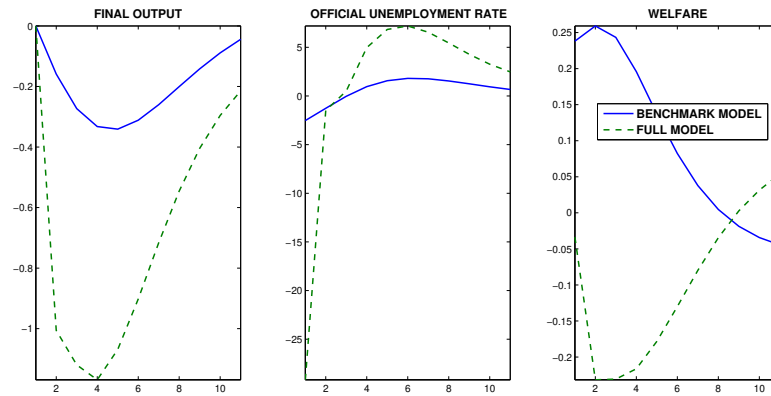 FINAL OUTPUT
0
-0.2
-0.4
-0.6
-0.8
-1
2 4 6 8 10
OFFICIAL UNEMPLOYMENT RATE
5
0
-5
-10
-15
-20
-25
2 4 6 8 10
WELFARE
0.25
0.2
0.15
0.1
0.05
0
-0.05
-0.1
-0.15
-0.2
2 4 6 8 10
BENCHMARK MODEL
FULL MODEL